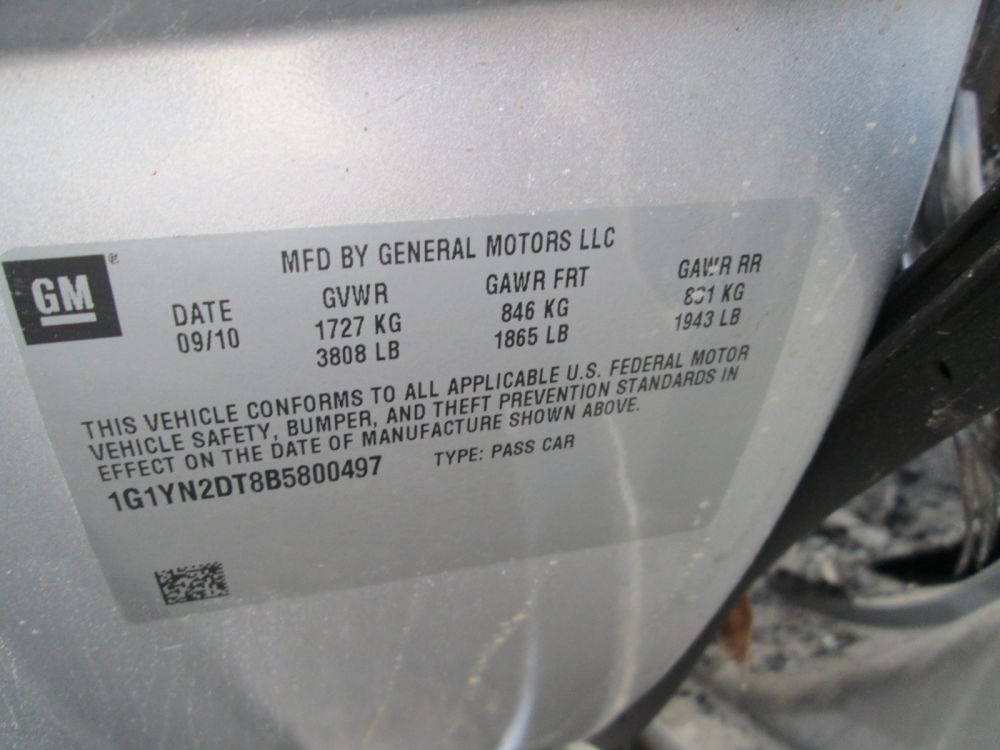 MFD BY GENERAL MOTORS LLC
GM®
DATE GVWR GAWR FRT GAWR RR
09/10 1727 KG 846 KG KG
3808 LB 1865 LB 1943 LB
THIS VEHICLE CONFORMS TO ALL APPLICABLE U.S. FEDERAL MOTOR
VEHICLE SAFETY, BUMPER, AND THEFT PREVENTION STANDARDS IN
EFFECT ON THE DATE OF MANUFACTURE SHOWN ABOVE.
1G1YN2DT8B5800497 TYPE: PASS CAR